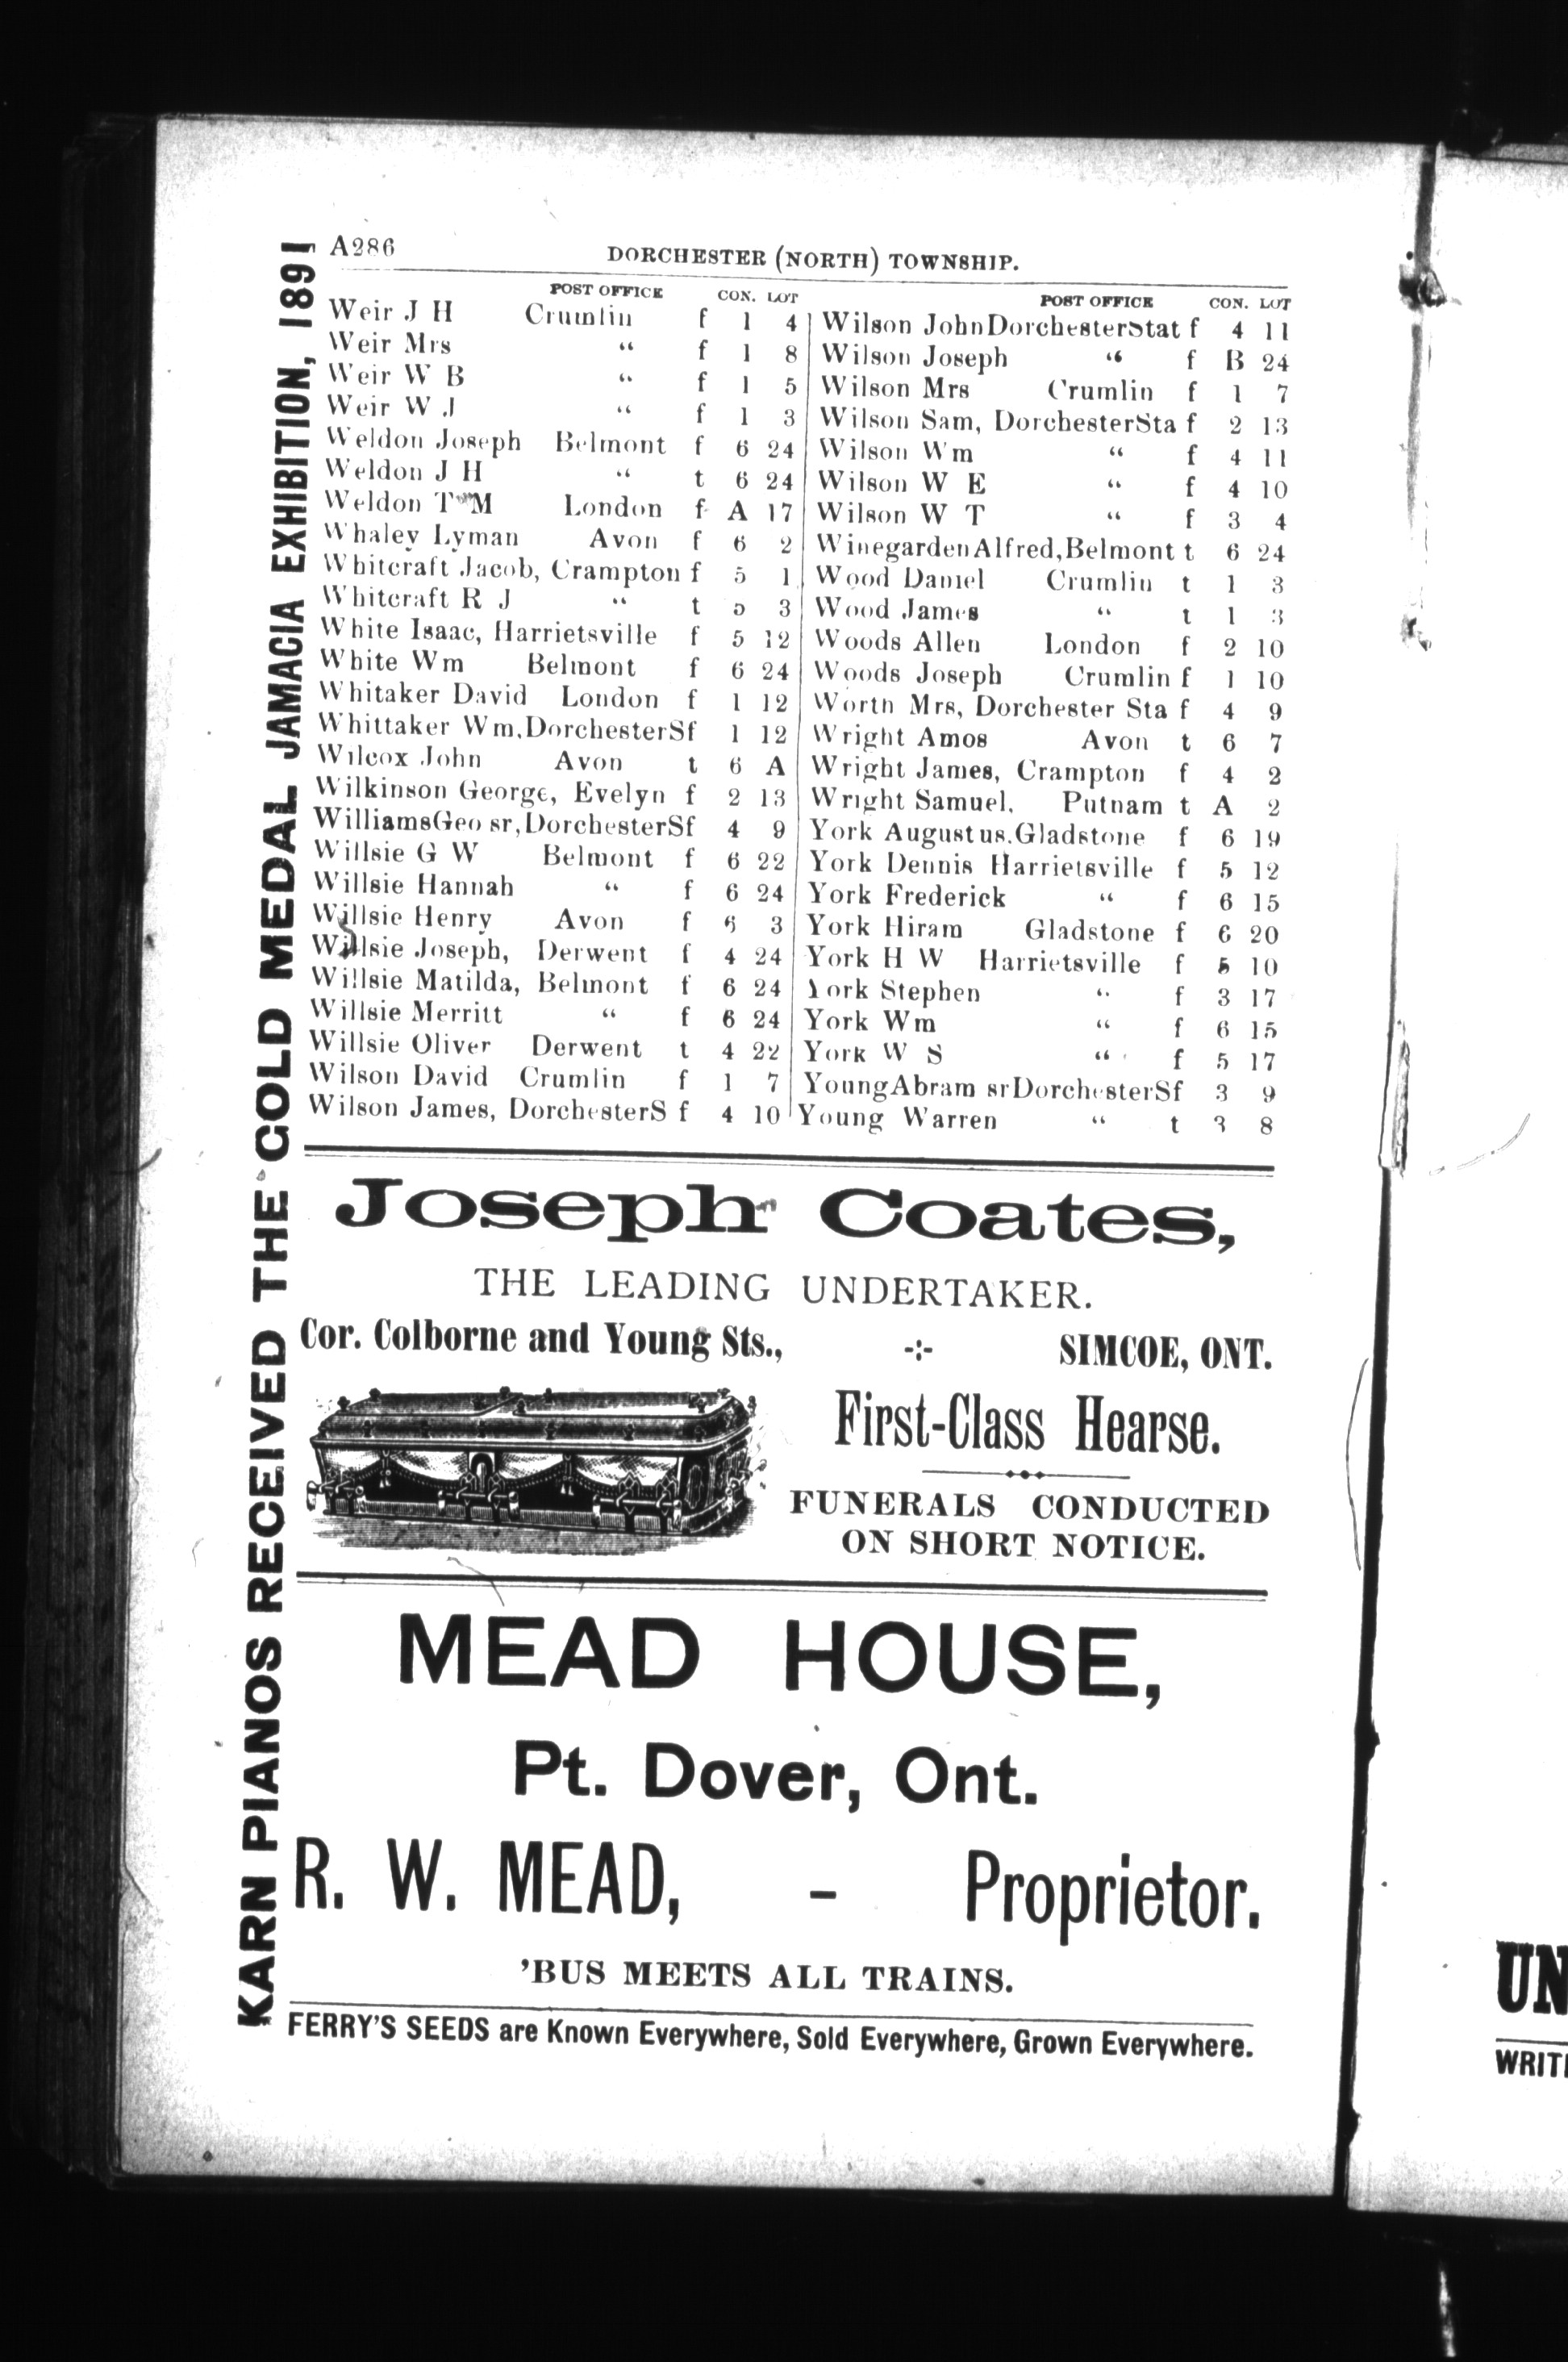 A286
DORCHESTER (NORTH) TOWNSHIP.
POST OFFICE CON. LOT
Weir J H Crumlin f 1 4
Weir Mrs “ f 1 8
Weir W B “ f 1 5
Weir W J “ f 1 3
Weldon Joseph Belmont f 6 24
Weldon J H “ t 6 24
Weldon T M London f A 17
Whaley Lyman Avon f 6 2
Whitcraft Jacob, Crampton f 5 1
Whitcraft R J “ t 5 3
White Isaac, Harrietsville f 5 12
White Wm Belmont f 6 24
Whitaker David London f 1 12
Whittaker Wm, DorchesterS f 1 12
Wilcox John Avon t 6 A
Wilkinson George, Evelyn f 2 13
WilliamsGeo sr, DorchesterS f 4 9
Willsie G W Belmont f 6 22
Willsie Hannah “ f 6 24
Willsie Henry Avon f 6 3
Willsie Joseph, Derwent f 4 24
Willsie Matilda, Belmont f 6 24
Willsie Merritt “ f 6 24
Willsie Oliver Derwent t 4 22
Wilson David Crumlin f 1 7
Wilson James, DorchesterS f 4 10
POST OFFICE CON. LOT
Wilson JohnDorchesterStat f 4 11
Wilson Joseph “ f B 24
Wilson Mrs Crumlin f 1 7
Wilson Sam, DorchesterSta f 2 13
Wilson Wm “ f 4 11
Wilson W E “ f 4 10
Wilson W T “ f 3 4
WinegardenAlfred,Belmont t 6 24
Wood Daniel Crumlin t 1 3
Wood James “ t 1 3
Woods Allen London f 2 10
Woods Joseph Crumlin f 1 10
Worth Mrs, Dorchester Sta f 4 9
Wright Amos Avon t 6 7
Wright James, Crampton f 4 2
Wright Samuel, Putnam t A 2
York Augustus.Gladstone f 6 19
York Dennis Harrietsville f 5 12
York Frederick “ f 6 15
York Hiram Gladstone f 6 20
York H W Harrietsville f 5 10
York Stephen “ f 3 17
York Wm “ f 6 15
York W S “ f 5 17
YoungAbram srDorchesterS f 3 9
Young Warren “ t 3 8
Joseph Coates,
THE LEADING UNDERTAKER.
Cor. Colborne and Young Sts., -:- SIMCOE, ONT.
First-Class Hearse.
FUNERALS CONDUCTED
ON SHORT NOTICE.
MEAD HOUSE,
Pt. Dover, Ont.
R. W. MEAD, - Proprietor.
’BUS MEETS ALL TRAINS.
FERRY’S SEEDS are Known Everywhere, Sold Everywhere, Grown Everywhere.
KARN PIANOS RECEIVED THE GOLD MEDAL JAMACIA EXHIBITION, 1891
UN
WRIT